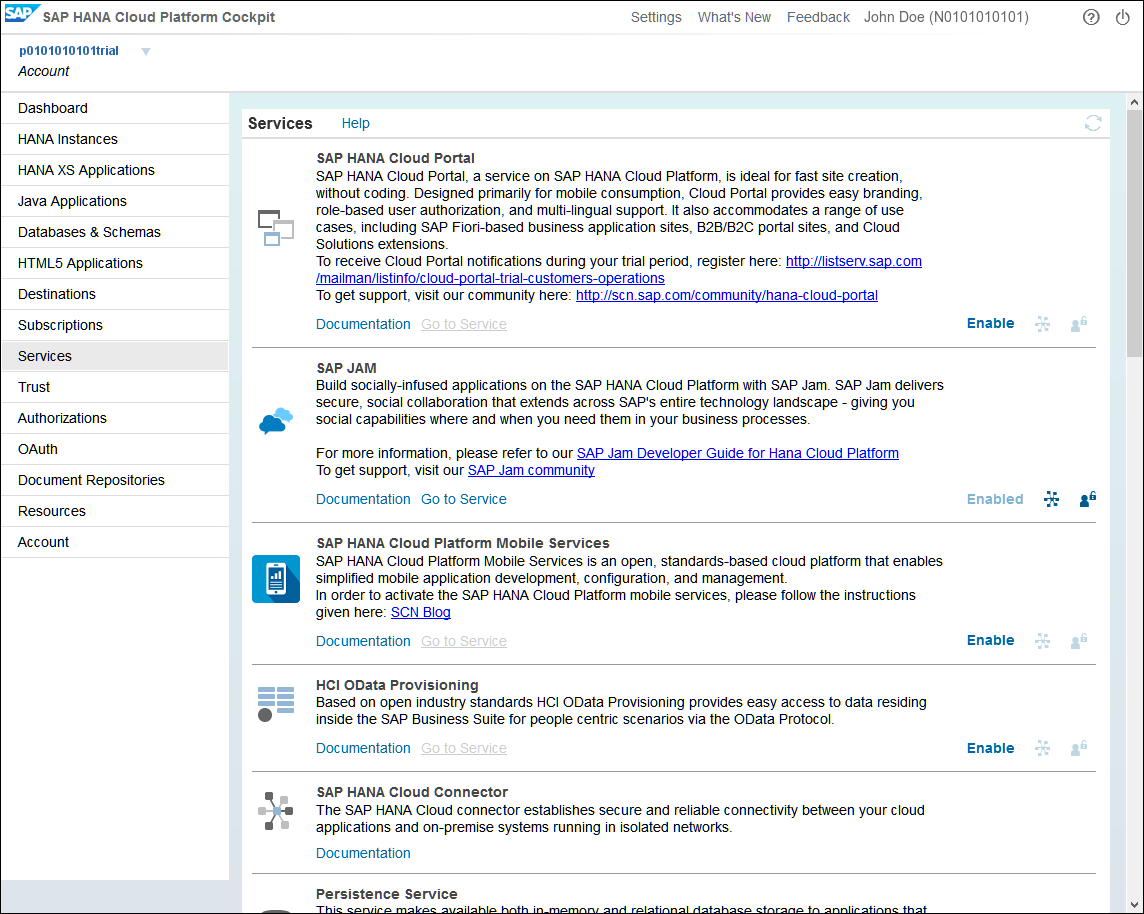 SAP SAP HANA Cloud Platform Cockpit
Settings What's New Feedback John Doe (N0101010101) ?
p0101010101trial
Account
Dashboard
HANA Instances
HANA XS Applications
Java Applications
Databases & Schemas
HTML5 Applications
Destinations
Subscriptions
Services
Trust
Authorizations
OAuth
Document Repositories
Resources
Account
Services Help
SAP HANA Cloud Portal
SAP HANA Cloud Portal, a service on SAP HANA Cloud Platform, is ideal for fast site creation,
without coding. Designed primarily for mobile consumption, Cloud Portal provides easy branding,
role-based user authorization, and multi-lingual support. It also accommodates a range of use
cases, including SAP Fiori-based business application sites, B2B/B2C portal sites, and Cloud
Solutions extensions.
To receive Cloud Portal notifications during your trial period, register here: http://listserv.sap.com
/mailman/listinfo/cloud-portal-trial-customers-operations
To get support, visit our community here: http://scn.sap.com/community/hana-cloud-portal
Documentation Go to Service Enable
SAP JAM
Build socially-infused applications on the SAP HANA Cloud Platform with SAP Jam. SAP Jam delivers
secure, social collaboration that extends across SAP's entire technology landscape - giving you
social capabilities where and when you need them in your business processes.
For more information, please refer to our SAP Jam Developer Guide for Hana Cloud Platform
To get support, visit our SAP Jam community
Documentation Go to Service Enabled
SAP HANA Cloud Platform Mobile Services
SAP HANA Cloud Platform Mobile Services is an open, standards-based cloud platform that enables
simplified mobile application development, configuration, and management.
In order to activate the SAP HANA Cloud Platform mobile services, please follow the instructions
given here: SCN Blog
Documentation Go to Service Enable
HCI OData Provisioning
Based on open industry standards HCI OData Provisioning provides easy access to data residing
inside the SAP Business Suite for people centric scenarios via the OData Protocol.
Documentation Go to Service Enable
SAP HANA Cloud Connector
The SAP HANA Cloud connector establishes secure and reliable connectivity between your cloud
applications and on-premise systems running in isolated networks.
Documentation
Persistence Service
This service makes available both in-memory and relational database storage to applications that